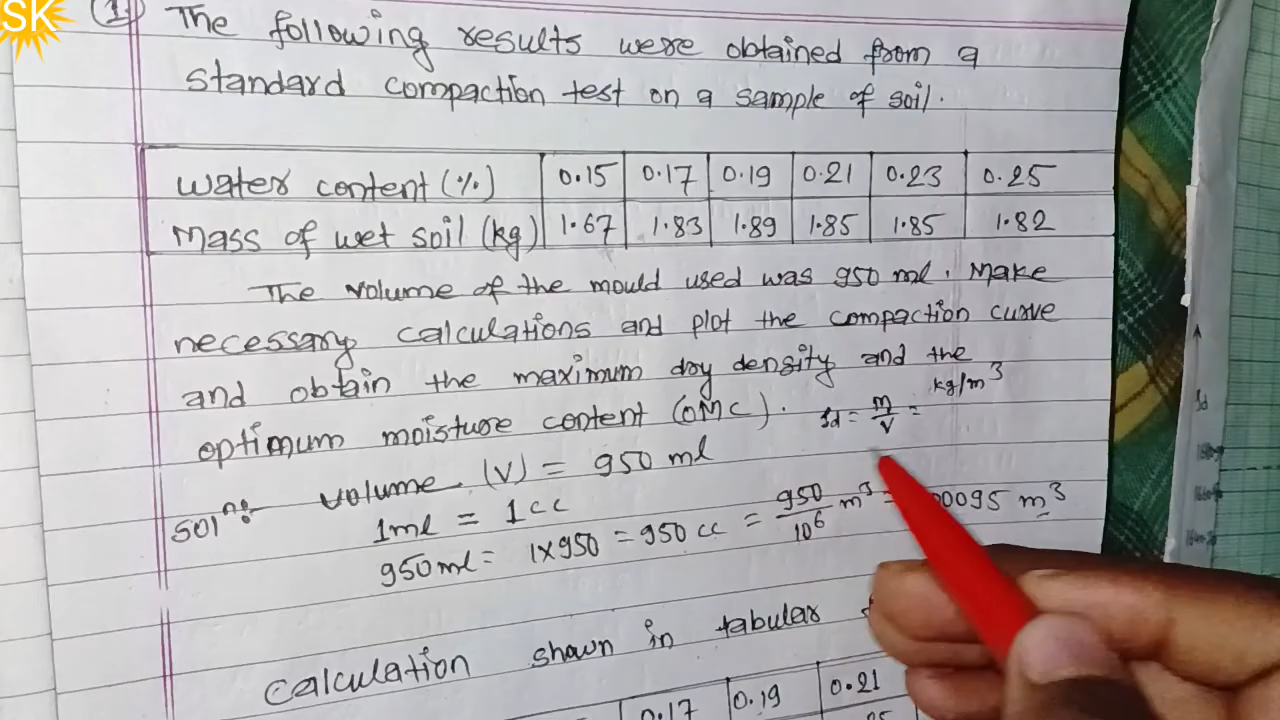 SK
(1) The following results were obtained from a
standard compaction test on a sample of soil.
Water content (%) 0.15 0.17 0.19 0.21 0.23 0.25
Mass of wet soil (kg) 1.67 1.83 1.89 1.85 1.85 1.82
The volume of the mould used was 950 ml. Make
necessary calculations and plot the compaction curve
and obtain the maximum dry density and the
optimum moisture content (OMC). ρd = m/v = kg/m³
Soln: volume (V) = 950 ml
1ml = 1cc
950ml = 1x950 = 950 cc = 950/10⁶ m³ = 00095 m³
Calculation shown in tabular
0.17 0.19 0.21